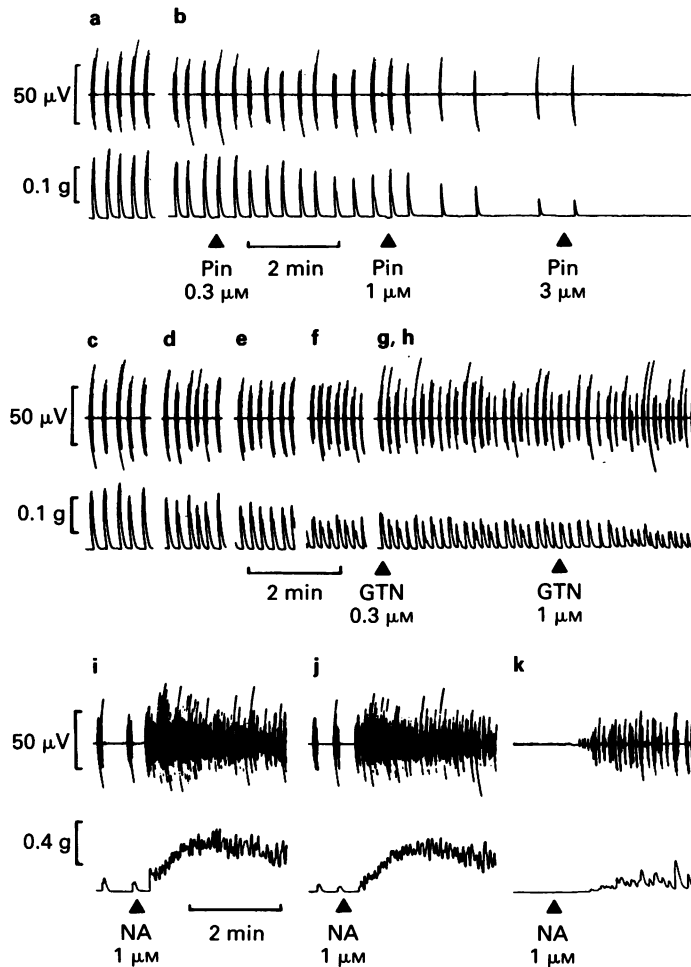 a b
50 µV
0.1 g
Pin 2 min Pin Pin
0.3 µM 1 µM 3 µM
c d e f g, h
50 µV
0.1 g
2 min GTN GTN
0.3 µM 1 µM
i j k
50 µV
0.4 g
NA 2 min NA NA
1 µM 1 µM 1 µM